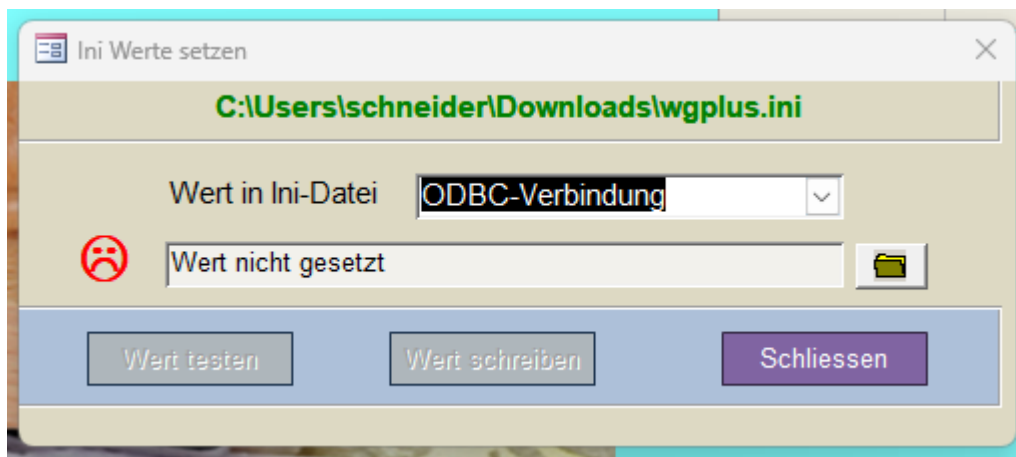 Ini Werte setzen
C:\Users\schneider\Downloads\wgplus.ini
Wert in Ini-Datei ODBC-Verbindung
Wert nicht gesetzt
Wert testen Wert schreiben Schliessen